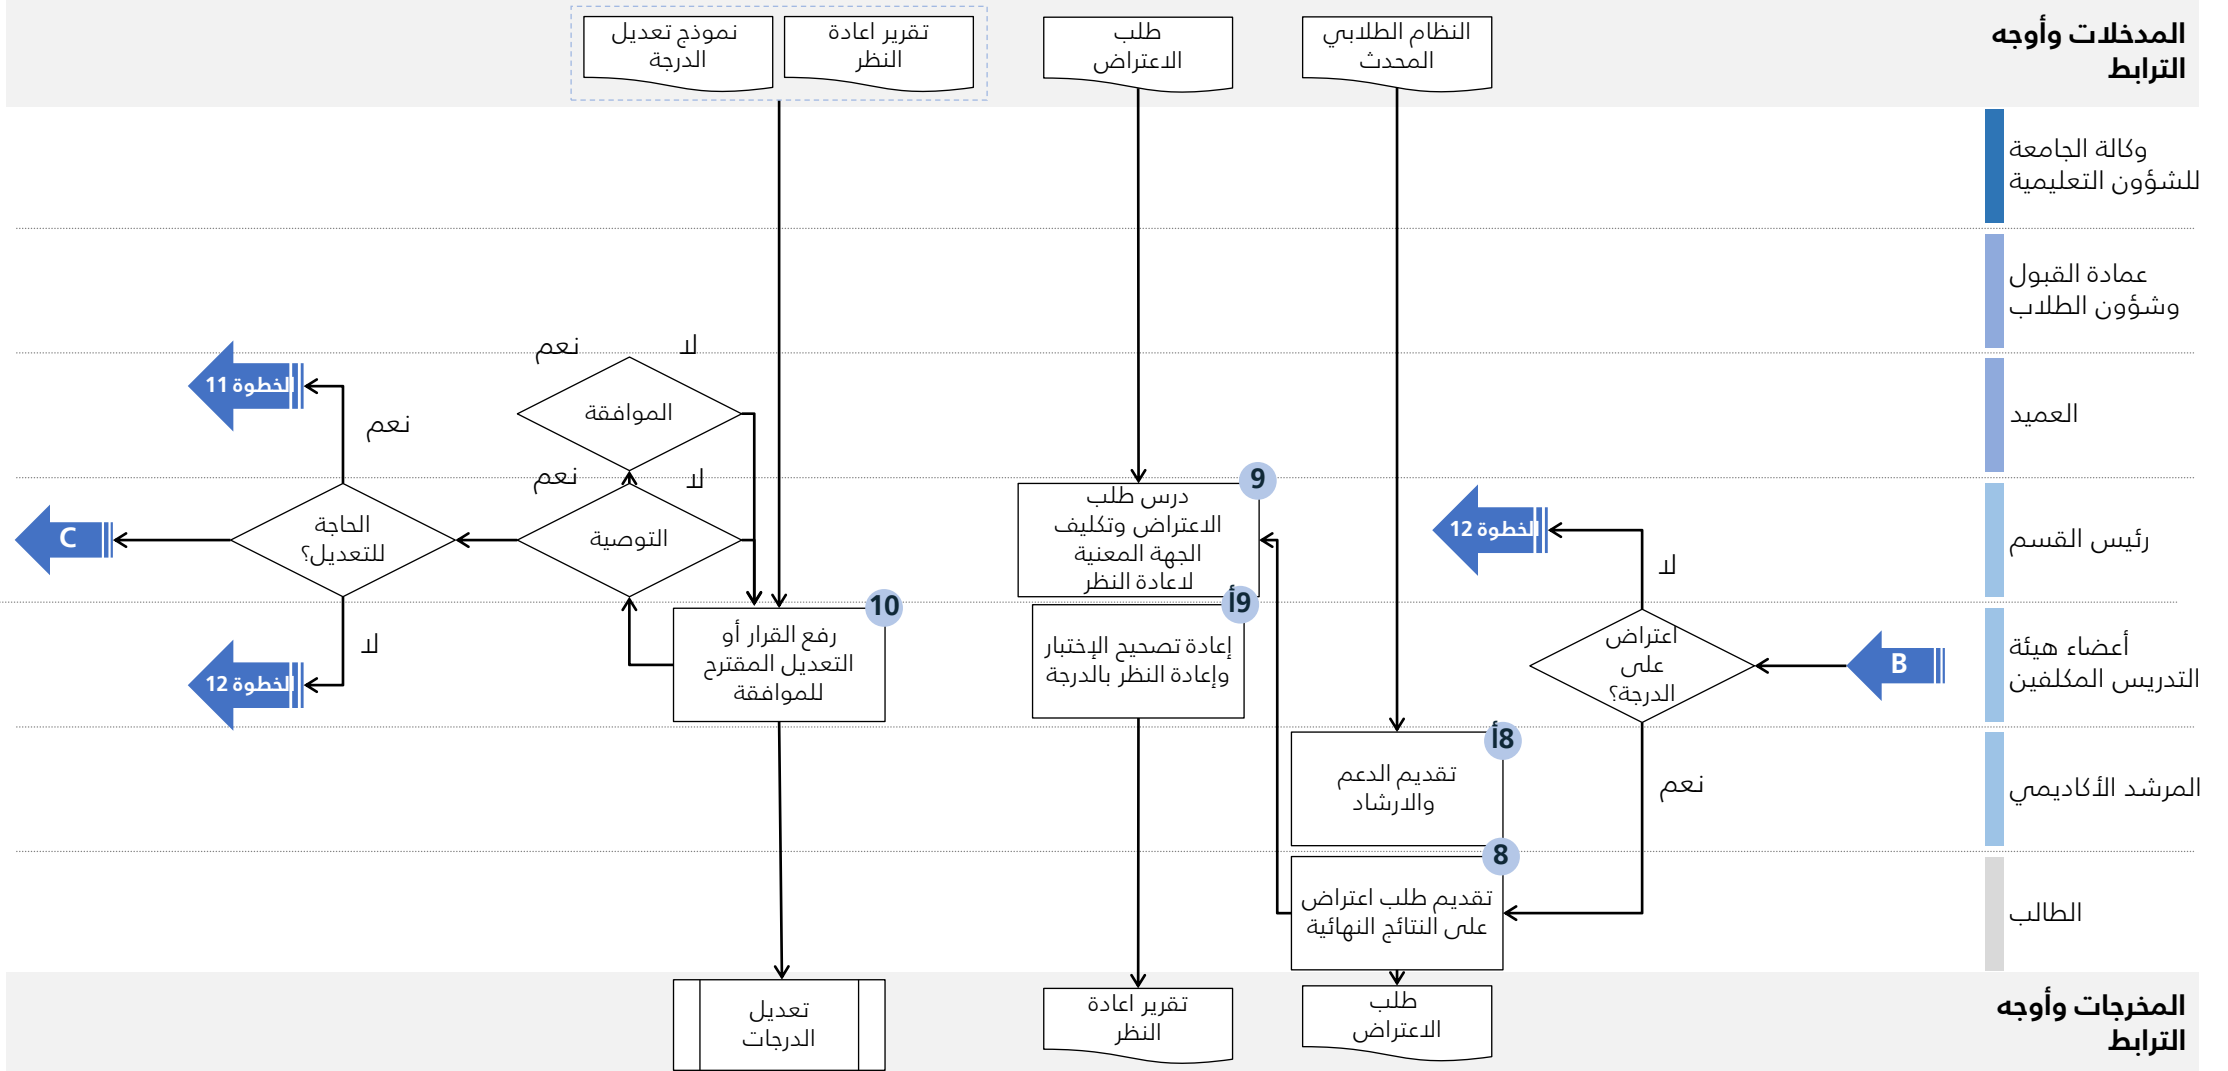 المدخلات وأوجه
الترابط
النظام الطلابي
المحدث
طلب
الاعتراض
تقرير اعادة
النظر
نموذج تعديل
الدرجة
وكالة الجامعة
للشؤون التعليمية
عمادة القبول
وشؤون الطلاب
العميد
لا
نعم
الموافقة
الخطوة 11
نعم
رئيس القسم
الخطوة 12
لا
9
درس طلب
الاعتراض وتكليف
الجهة المعنية
لاعادة النظر
لا
نعم
التوصية
الحاجة
للتعديل؟
C
أعضاء هيئة
التدريس المكلفين
B
اعتراض
على
الدرجة؟
9أ
إعادة تصحيح الإختبار
وإعادة النظر بالدرجة
10
رفع القرار أو
التعديل المقترح
للموافقة
لا
الخطوة 12
المرشد الأكاديمي
نعم
8أ
تقديم الدعم
والارشاد
الطالب
8
تقديم طلب اعتراض
على النتائج النهائية
المخرجات وأوجه
الترابط
طلب
الاعتراض
تقرير اعادة
النظر
تعديل
الدرجات